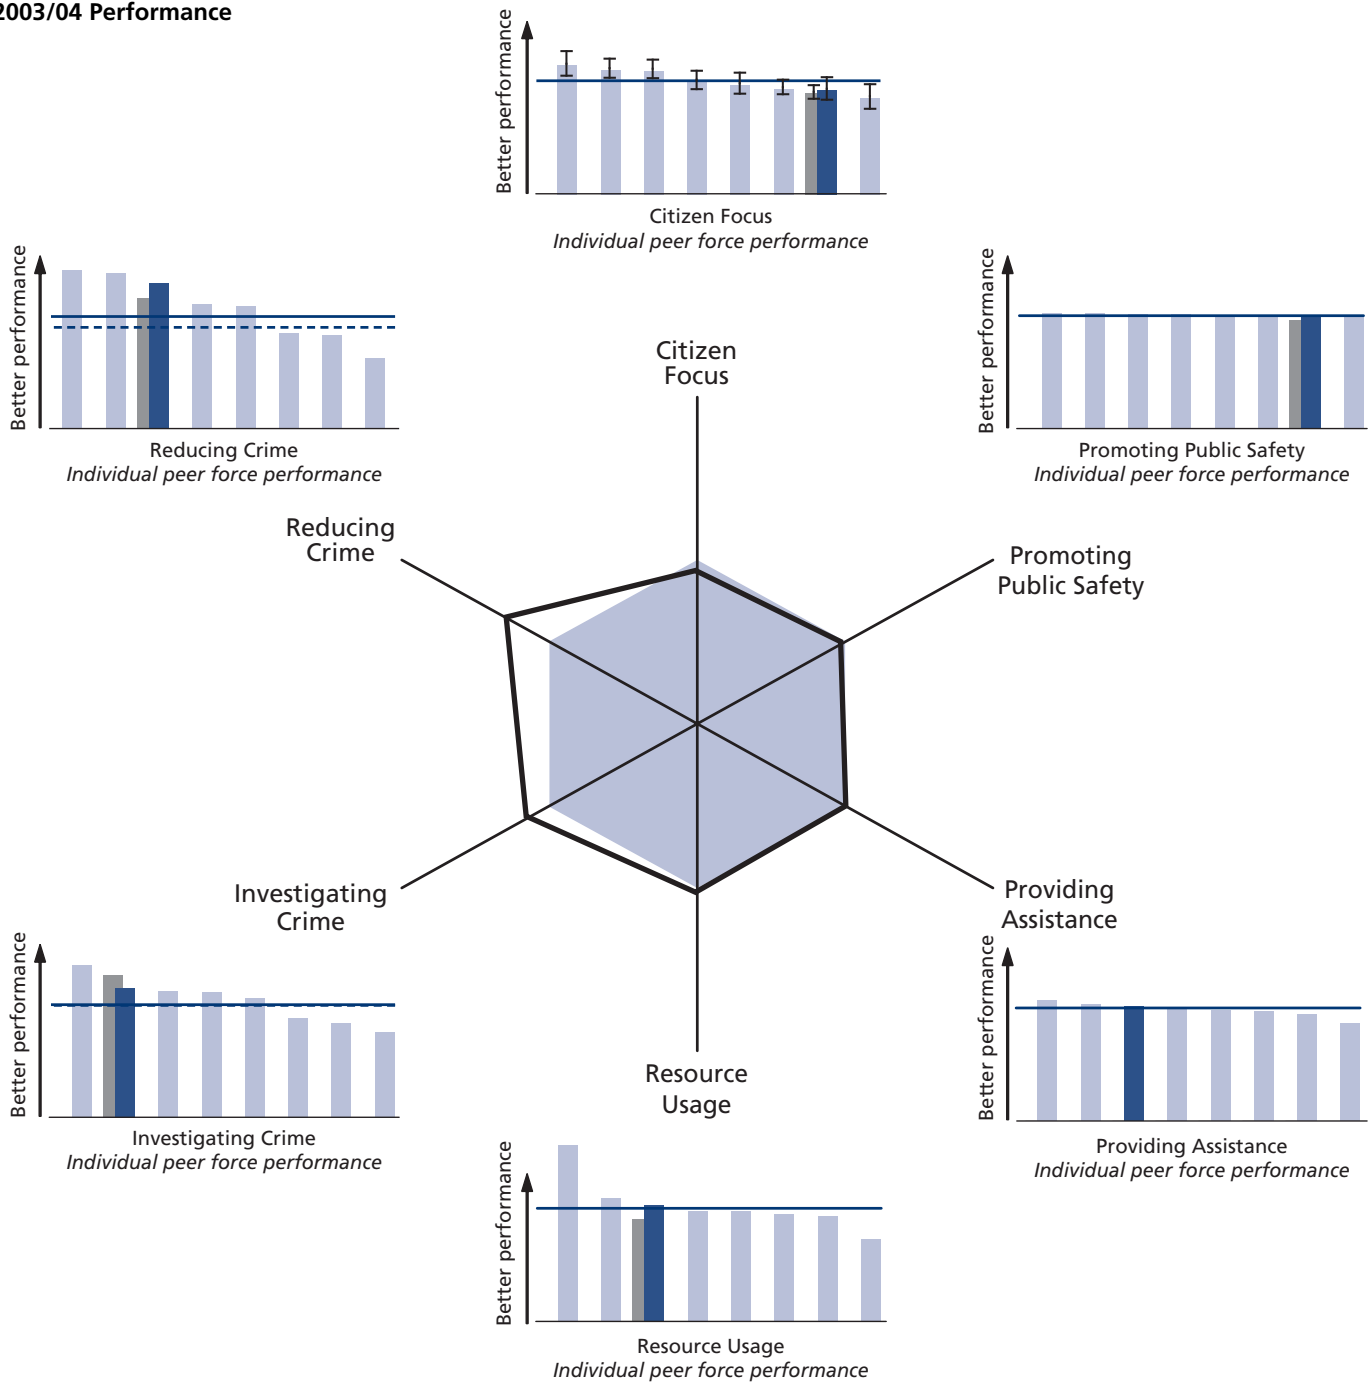 2003/04 Performance
Better performance
Citizen Focus
Individual peer force performance
Better performance
Reducing Crime
Individual peer force performance
Better performance
Promoting Public Safety
Individual peer force performance
Citizen
Focus
Reducing
Crime
Promoting
Public Safety
Investigating
Crime
Providing
Assistance
Resource
Usage
Better performance
Investigating Crime
Individual peer force performance
Better performance
Providing Assistance
Individual peer force performance
Better performance
Resource Usage
Individual peer force performance